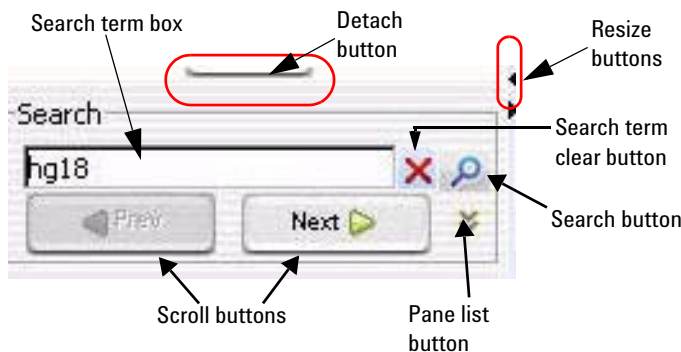 Search term box
Detach
button
Resize
buttons
Search
Search term
clear button
hg18
Search button
Prev
Next
Scroll buttons
Pane list
button